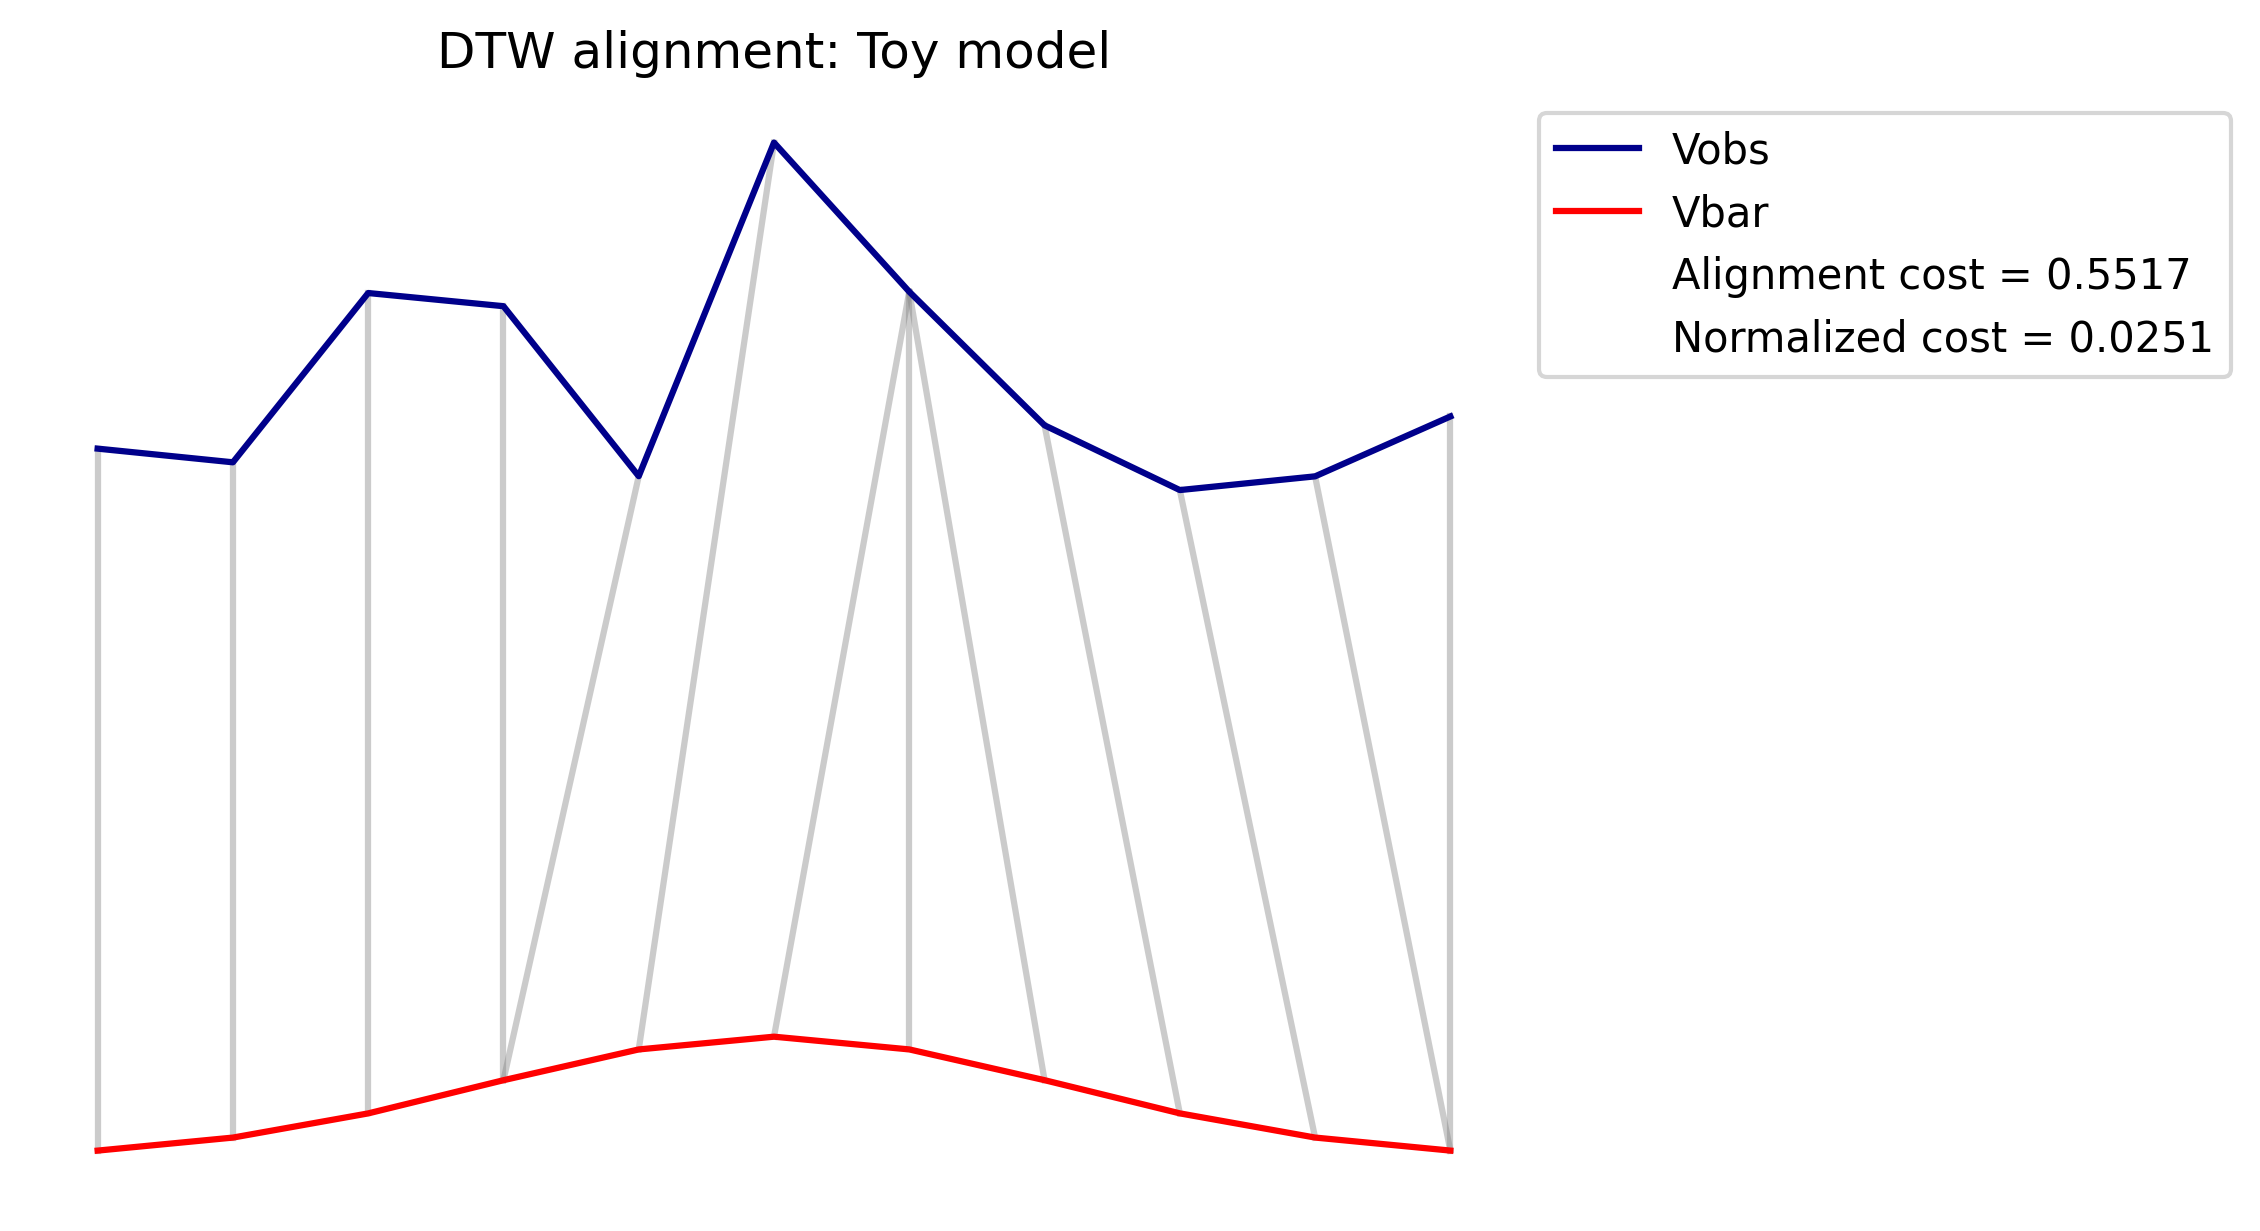 DTW alignment: Toy model
Vobs
Vbar
Alignment cost = 0.5517
Normalized cost = 0.0251